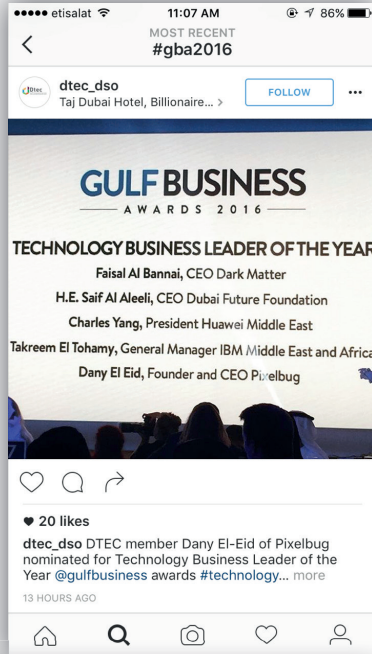 etisalat 11:07 AM 86%
MOST RECENT
#gba2016
Dtec
dtec_dso
Taj Dubai Hotel, Billionaire... >
FOLLOW
GULF BUSINESS
AWARDS 2016
TECHNOLOGY BUSINESS LEADER OF THE YEAR
Faisal Al Bannai, CEO Dark Matter
H.E. Saif Al Aleeli, CEO Dubai Future Foundation
Charles Yang, President Huawei Middle East
Takreem El Tohamy, General Manager IBM Middle East and Africa
Dany El Eid, Founder and CEO Pixelbug
20 likes
dtec_dso DTEC member Dany El-Eid of Pixelbug
nominated for Technology Business Leader of the
Year @gulfbusiness awards #technology... more
13 HOURS AGO